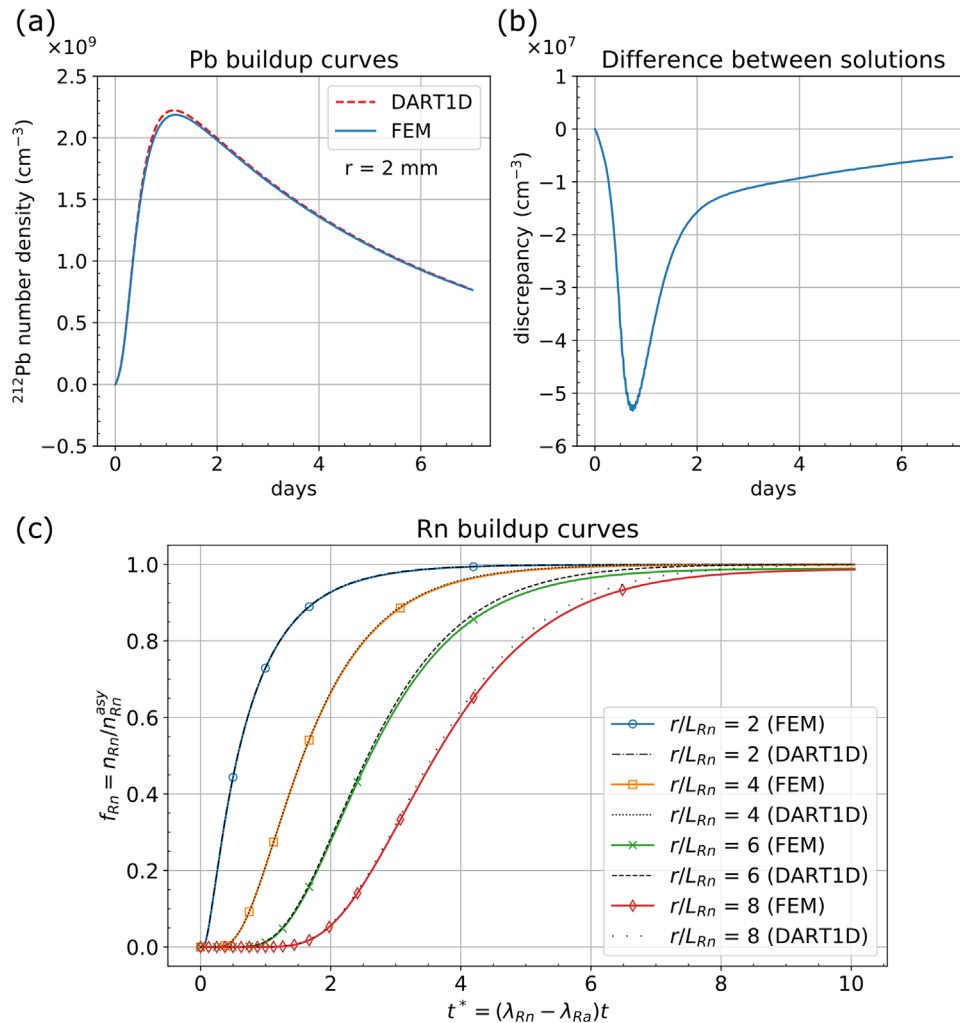 (a)
×10⁹
Pb buildup curves
²¹²Pb number density (cm⁻³)
2.5
2.0
1.5
1.0
0.5
0.0
−0.5
DART1D
FEM
r = 2 mm
0 2 4 6
days
(b)
×10⁷
Difference between solutions
discrepancy (cm⁻³)
1
0
−1
−2
−3
−4
−5
−6
0 2 4 6
days
(c)
Rn buildup curves
f_Rn = n_Rn/n_Rn^asy
1.0
0.8
0.6
0.4
0.2
0.0
r/L_Rn = 2 (FEM)
r/L_Rn = 2 (DART1D)
r/L_Rn = 4 (FEM)
r/L_Rn = 4 (DART1D)
r/L_Rn = 6 (FEM)
r/L_Rn = 6 (DART1D)
r/L_Rn = 8 (FEM)
r/L_Rn = 8 (DART1D)
0 2 4 6 8 10
t* = (λ_Rn − λ_Ra)t